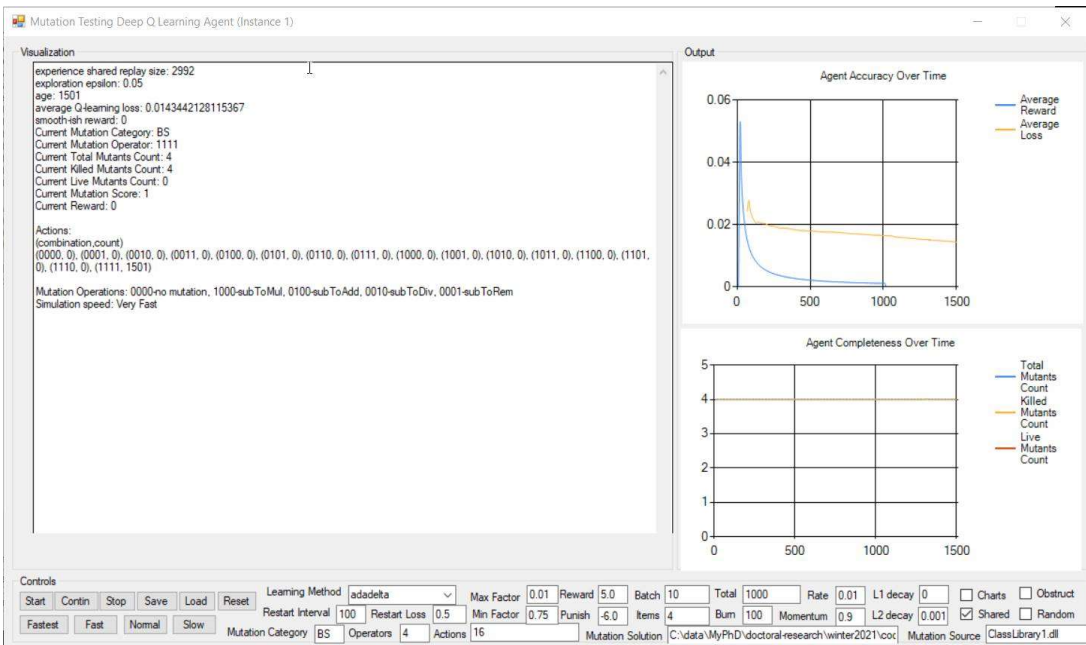 Mutation Testing Deep Q Learning Agent (Instance 1)
Visualization
experience shared replay size: 2992
exploration epsilon: 0.05
age: 1501
average Q-learning loss: 0.0143442128115367
smooth-ish reward: 0
Current Mutation Category: BS
Current Mutation Operator: 1111
Current Total Mutants Count: 4
Current Killed Mutants Count: 4
Current Live Mutants Count: 0
Current Mutation Score: 1
Current Reward: 0
Actions:
(combination,count)
(0000, 0), (0001, 0), (0010, 0), (0011, 0), (0100, 0), (0101, 0), (0110, 0), (0111, 0), (1000, 0), (1001, 0), (1010, 0), (1011, 0), (1100, 0), (1101,
0), (1110, 0), (1111, 1501)
Mutation Operations: 0000-no mutation, 1000-subToMul, 0100-subToAdd, 0010-subToDiv, 0001-subToRem
Simulation speed: Very Fast
Output
Agent Accuracy Over Time
0.06
0.04
0.02
0
0 500 1000 1500
Average
Reward
Average
Loss
Agent Completeness Over Time
5
4
3
2
1
0
0 500 1000 1500
Total
Mutants
Count
Killed
Mutants
Count
Live
Mutants
Count
Controls
Start Contin Stop Save Load Reset Learning Method adadelta Max Factor 0.01 Reward 5.0 Batch 10 Total 1000 Rate 0.01 L1 decay 0 Charts Obstruct
Restart Interval 100 Restart Loss 0.5 Min Factor 0.75 Punish -6.0 Items 4 Burn 100 Momentum 0.9 L2 decay 0.001 Shared Random
Fastest Fast Normal Slow Mutation Category BS Operators 4 Actions 16 Mutation Solution C:\data\MyPhD\doctoral-research\winter2021\coc Mutation Source ClassLibrary1.dll